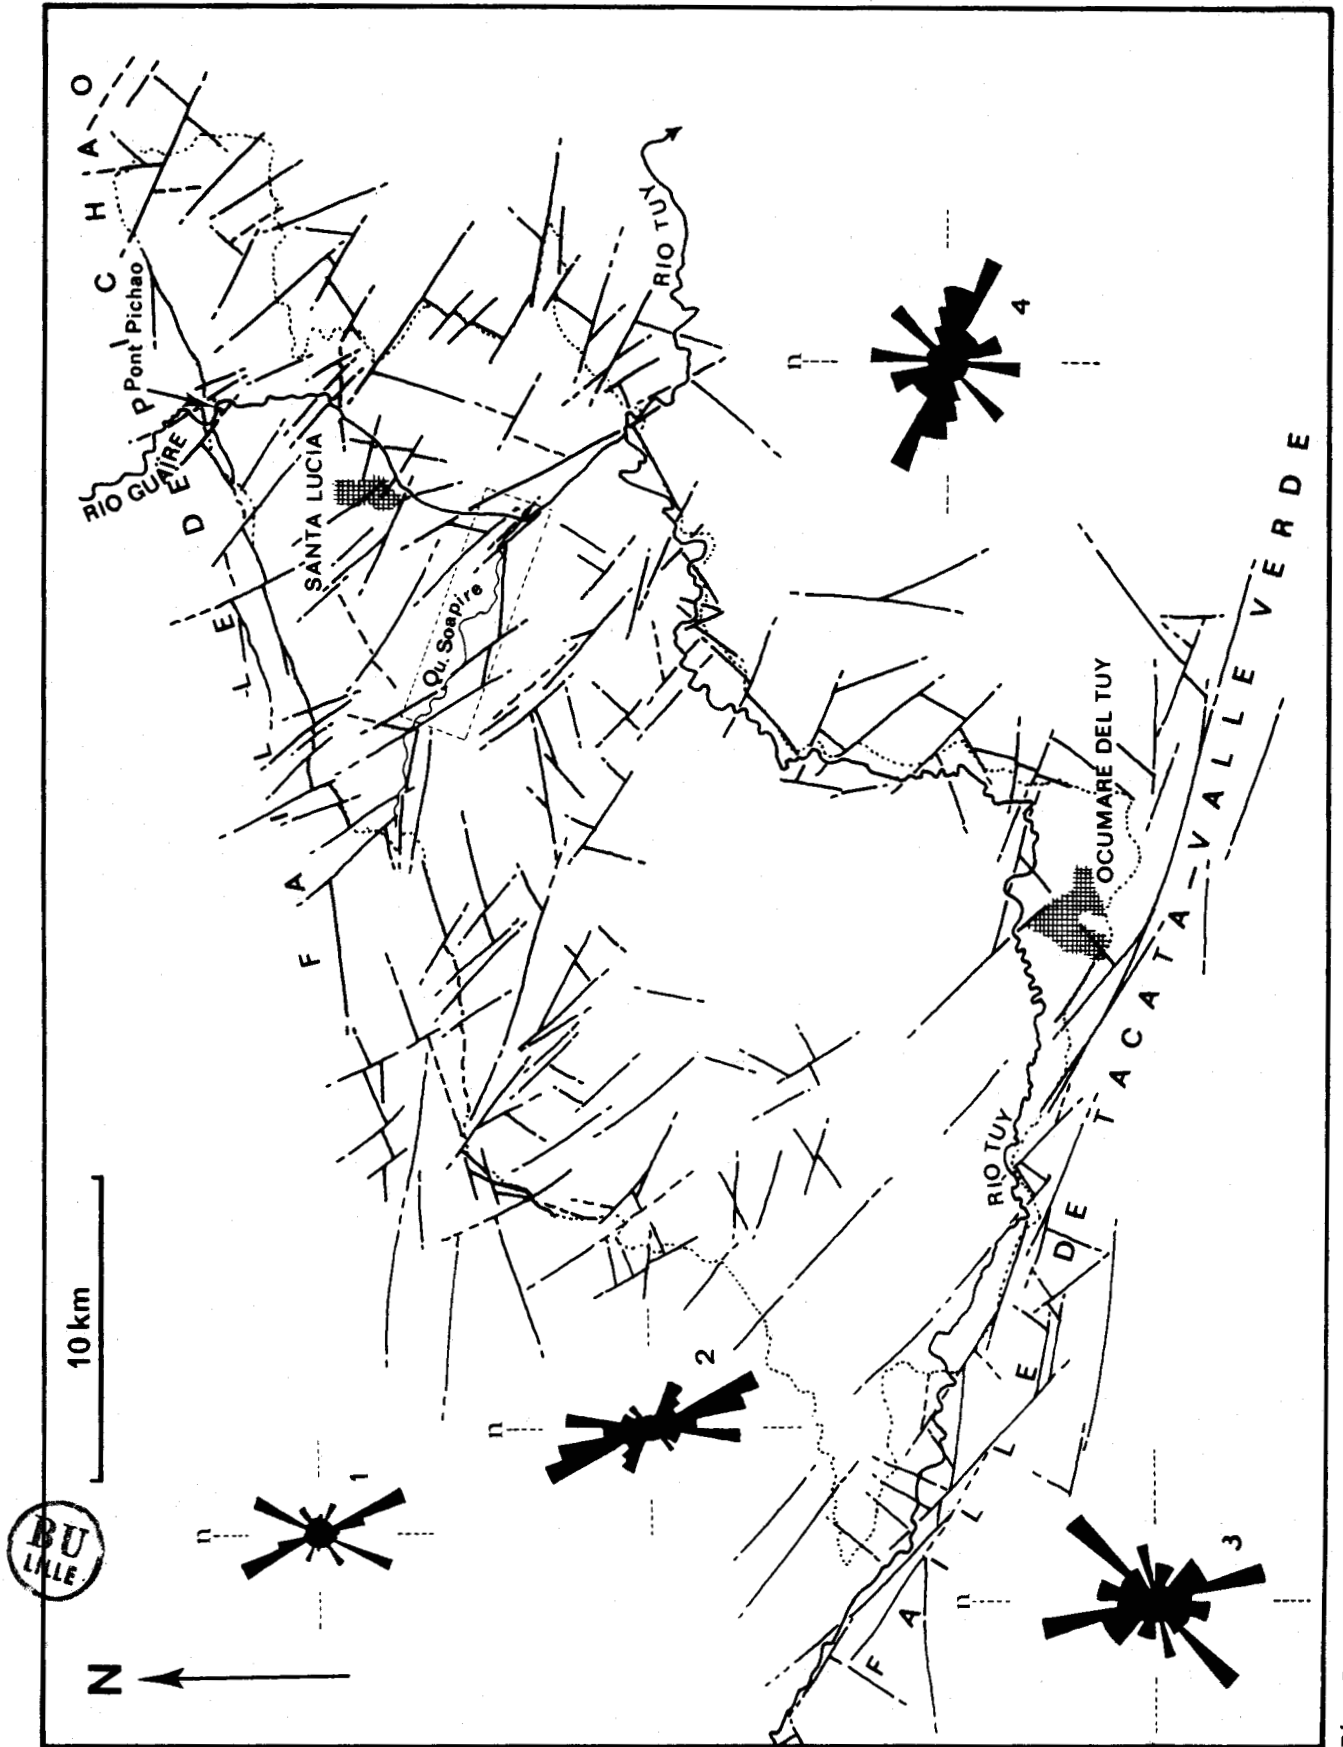 FAILLE DE PICHAO
Pont Pichao
RIO GUAIRE
SANTA LUCIA
Qu. Soapire
RIO TUY
OCUMARE DEL TUY
RIO TUY
FAILLE DE TACATA-VALLE VERDE
10 km
N
n
1
n
2
n
3
n
4
BU
LILLE